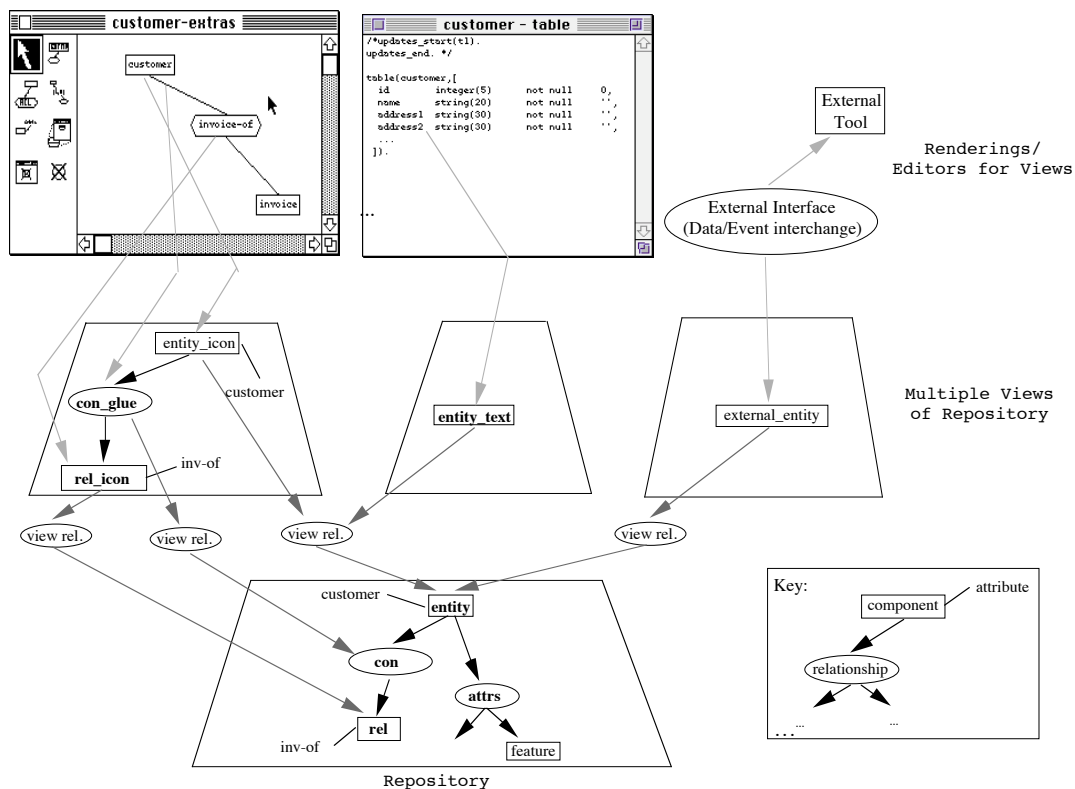 customer-extras
customer
invoice-of
invoice
customer - table
/*updates_start(t1).
updates_end. */
table(customer,[
id integer(5) not null 0,
name string(20) not null '',
address1 string(30) not null '',
address2 string(30) not null '',
...
]).
...
External
Tool
Renderings/
Editors for Views
External Interface
(Data/Event interchange)
entity_icon
customer
con_glue
rel_icon
inv-of
entity_text
external_entity
Multiple Views
of Repository
view rel.
view rel.
view rel.
view rel.
customer
entity
con
attrs
rel
inv-of
feature
Repository
Key:
component
attribute
relationship
...
...
...